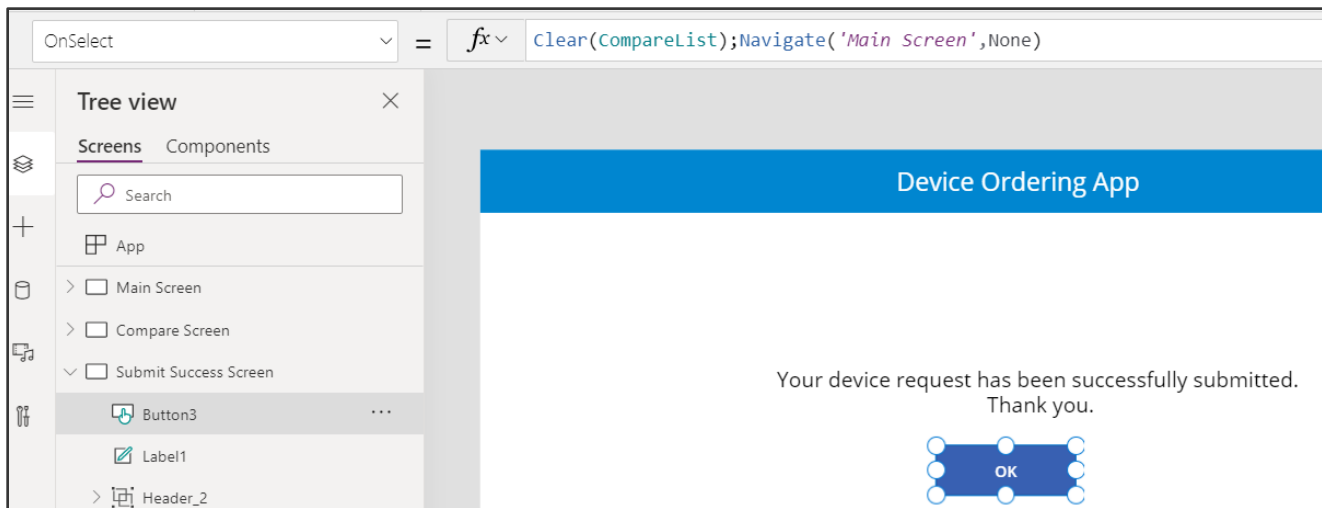 OnSelect
=
fx
Clear(CompareList);Navigate('Main Screen',None)
Tree view
Screens
Components
Search
App
Main Screen
Compare Screen
Submit Success Screen
Button3
...
Label1
Header_2
Device Ordering App
Your device request has been successfully submitted.
Thank you.
OK